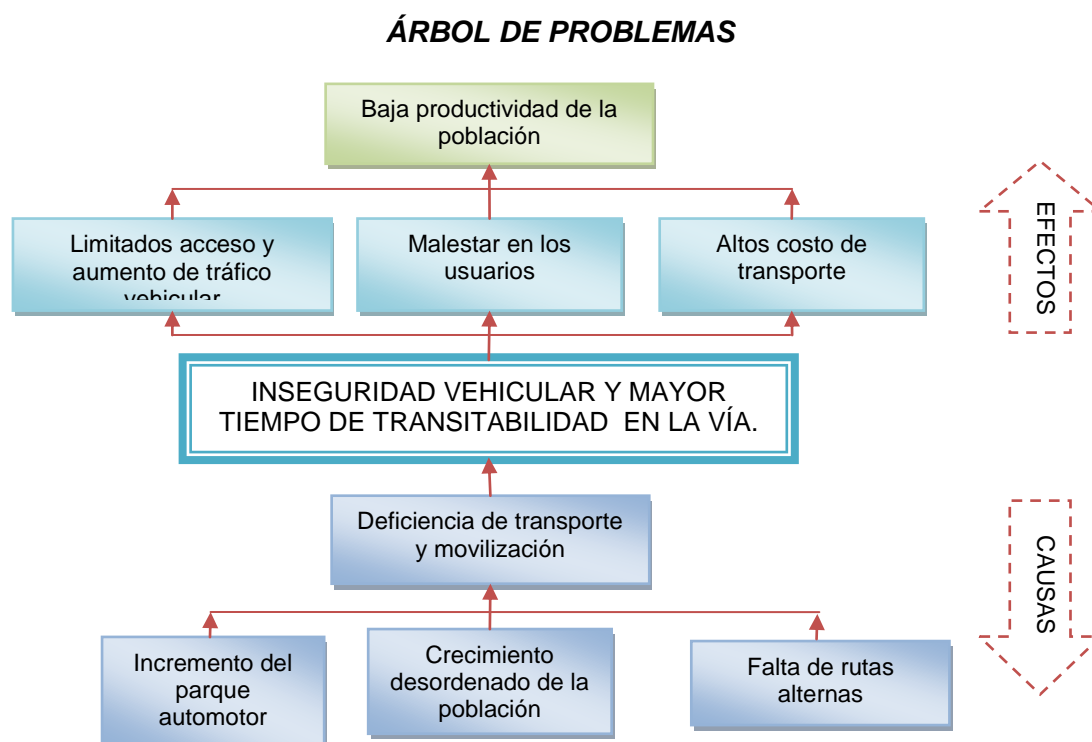 ÁRBOL DE PROBLEMAS
Baja productividad de la
población
Limitados acceso y
aumento de tráfico
vehicular
Malestar en los
usuarios
Altos costo de
transporte
EFECTOS
INSEGURIDAD VEHICULAR Y MAYOR
TIEMPO DE TRANSITABILIDAD EN LA VÍA.
Deficiencia de transporte
y movilización
CAUSAS
Incremento del
parque
automotor
Crecimiento
desordenado de la
población
Falta de rutas
alternas